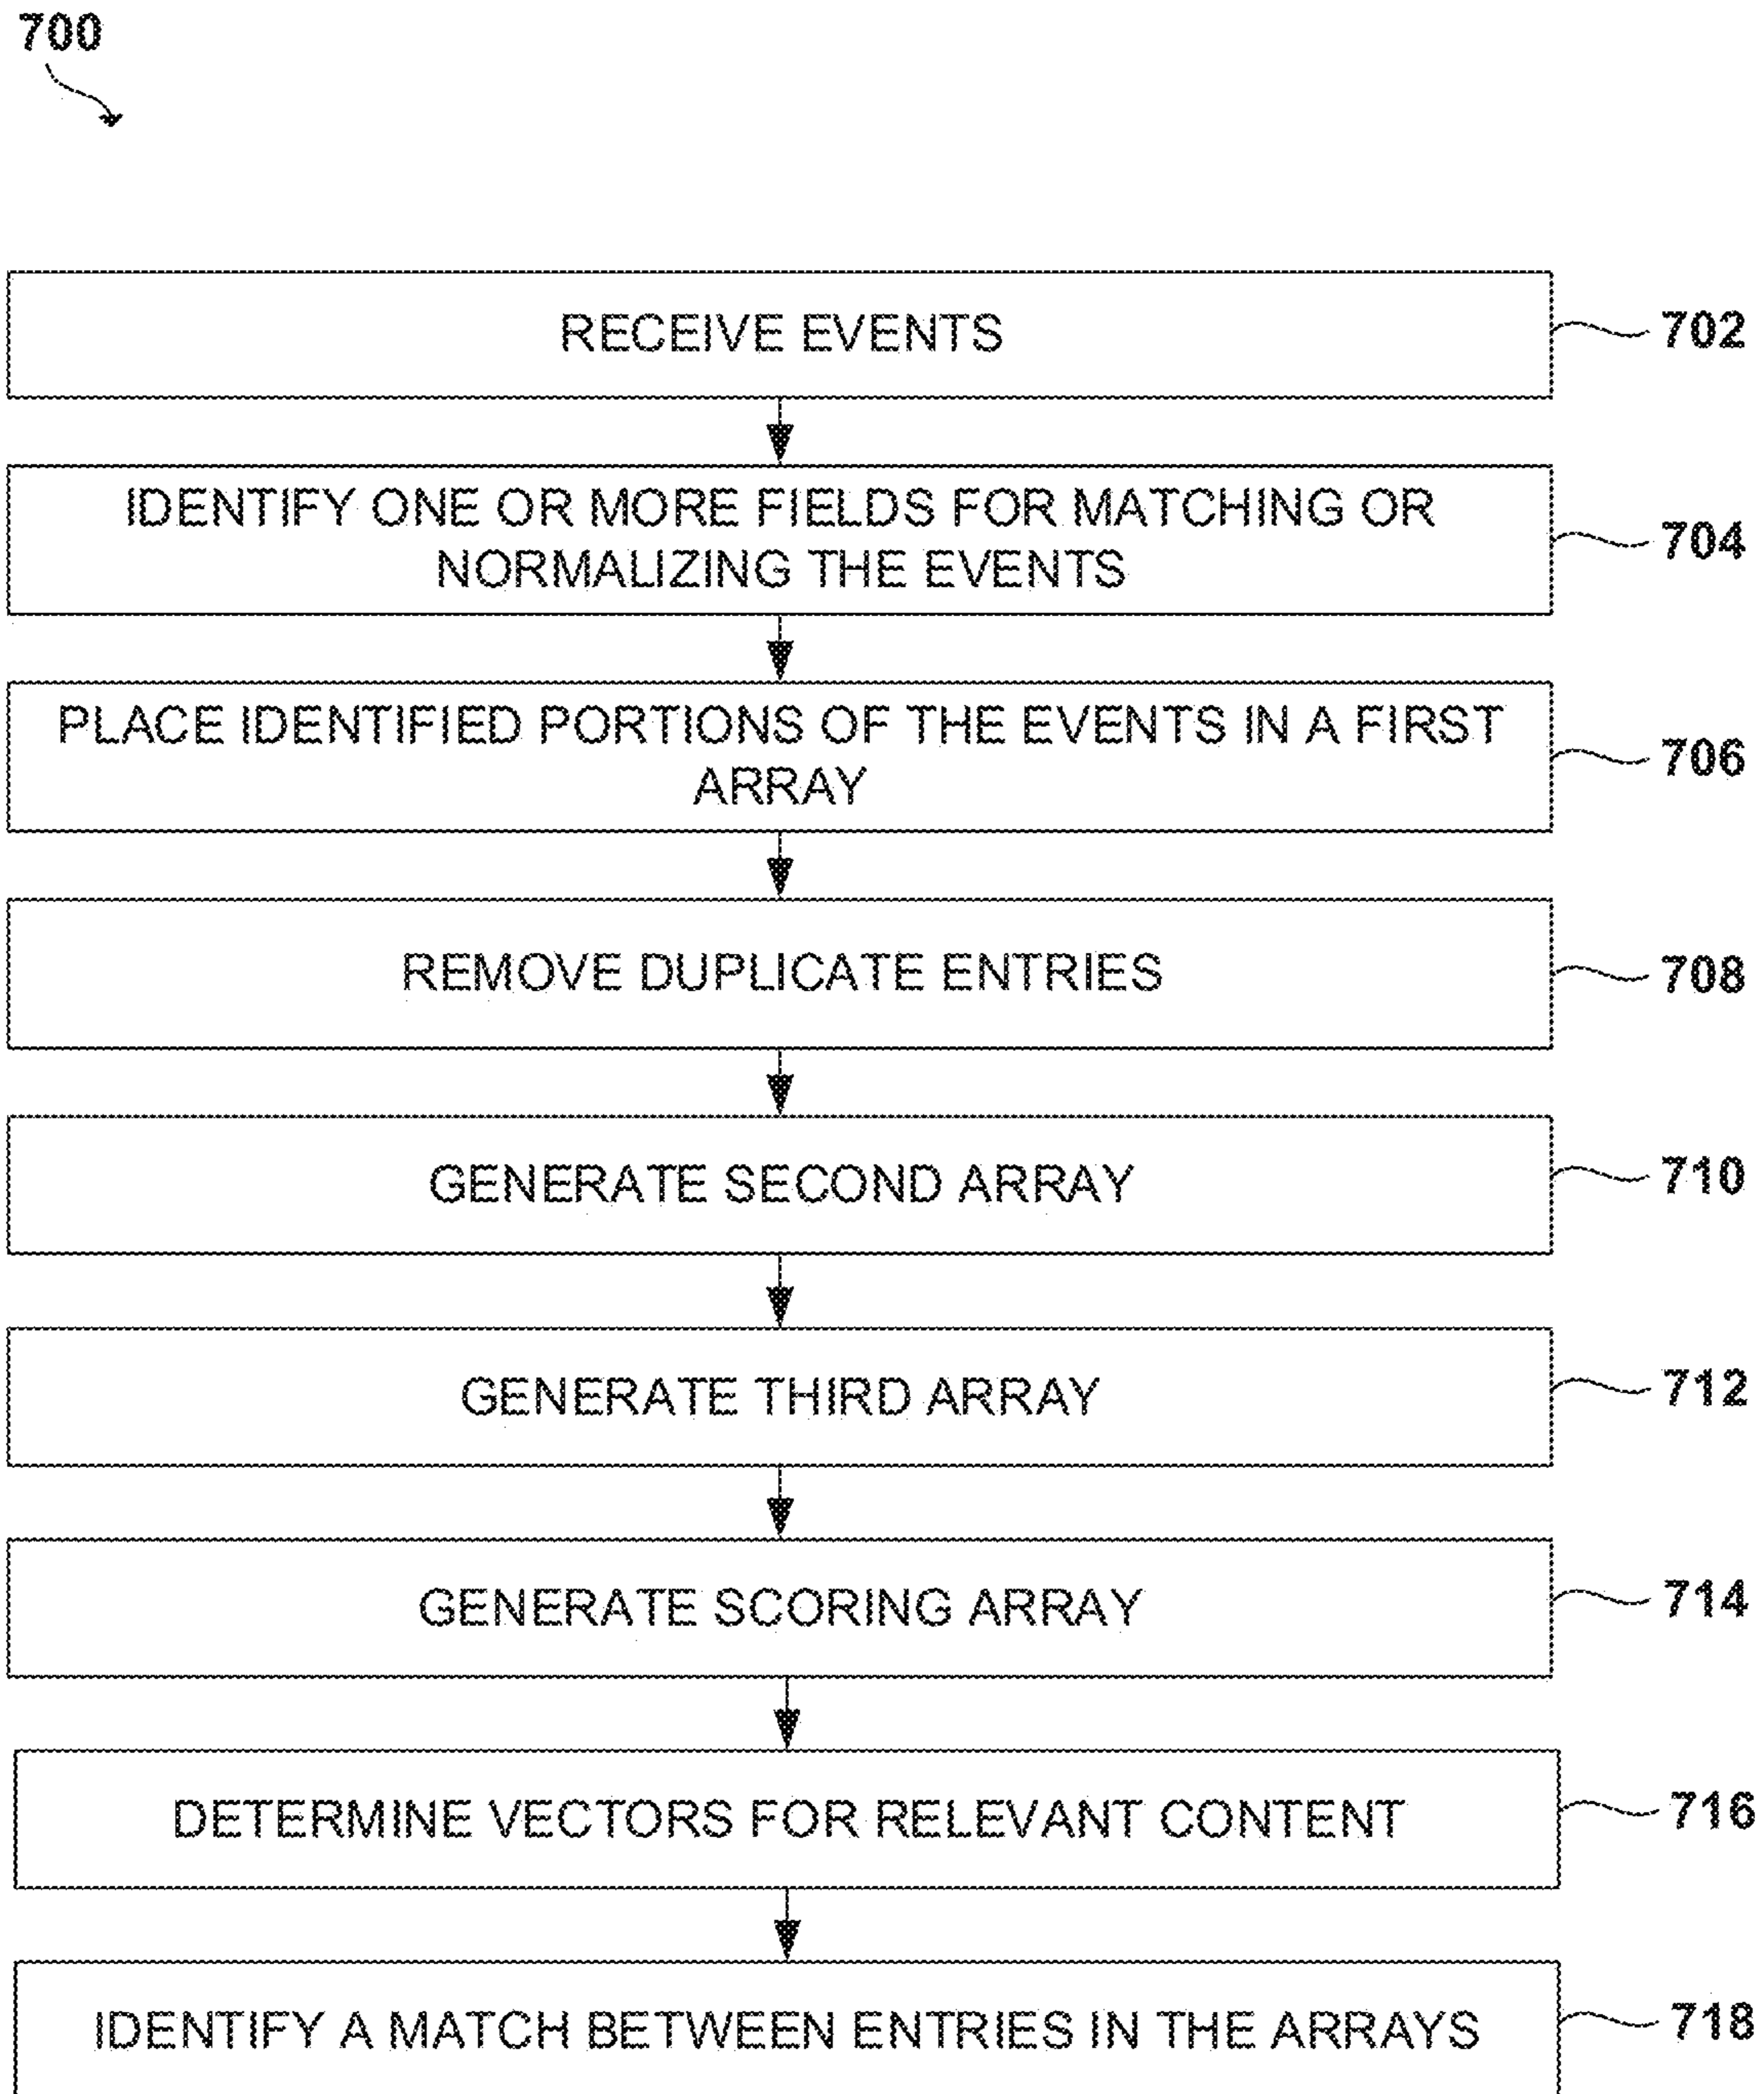 700
RECEIVE EVENTS
702
IDENTIFY ONE OR MORE FIELDS FOR MATCHING OR
NORMALIZING THE EVENTS
704
PLACE IDENTIFIED PORTIONS OF THE EVENTS IN A FIRST
ARRAY
706
REMOVE DUPLICATE ENTRIES
708
GENERATE SECOND ARRAY
710
GENERATE THIRD ARRAY
712
GENERATE SCORING ARRAY
714
DETERMINE VECTORS FOR RELEVANT CONTENT
716
IDENTIFY A MATCH BETWEEN ENTRIES IN THE ARRAYS
718